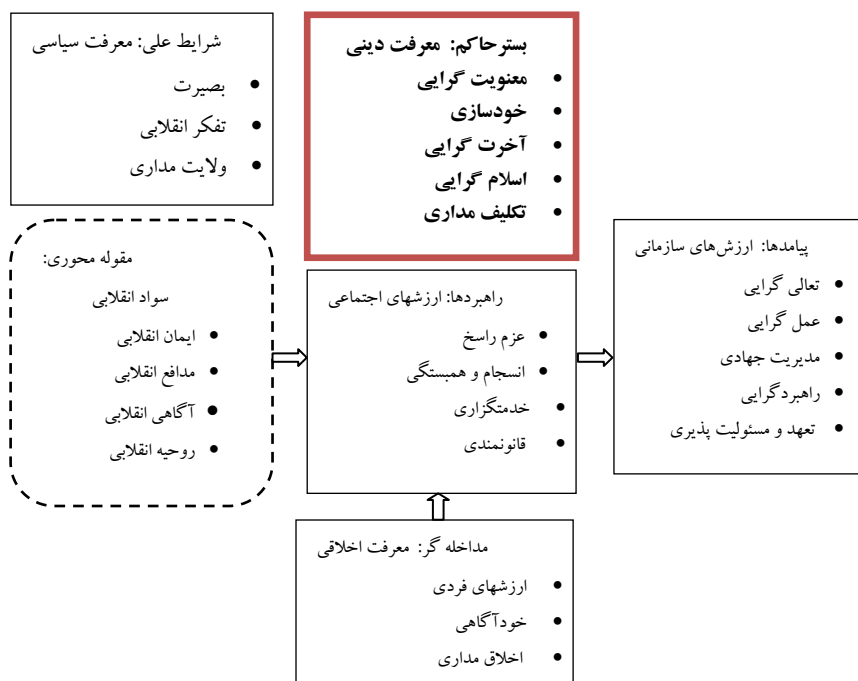 شرایط علی: معرفت سیاسی
• بصیرت
• تفکر انقلابی
• ولایت مداری
بسترحاکم: معرفت دینی
• معنویت گرایی
• خودسازی
• آخرت گرایی
• اسلام گرایی
• تکلیف مداری
مقوله محوری:
سواد انقلابی
• ایمان انقلابی
• مدافع انقلابی
• آگاهی انقلابی
• روحیه انقلابی
راهبردها: ارزشهای اجتماعی
• عزم راسخ
• انسجام و همبستگی
• خدمتگزاری
• قانونمندی
پیامدها: ارزش‌های سازمانی
• تعالی گرایی
• عمل گرایی
• مدیریت جهادی
• راهبردگرایی
• تعهد و مسئولیت پذیری
مداخله گر: معرفت اخلاقی
• ارزشهای فردی
• خودآگاهی
• اخلاق مداری